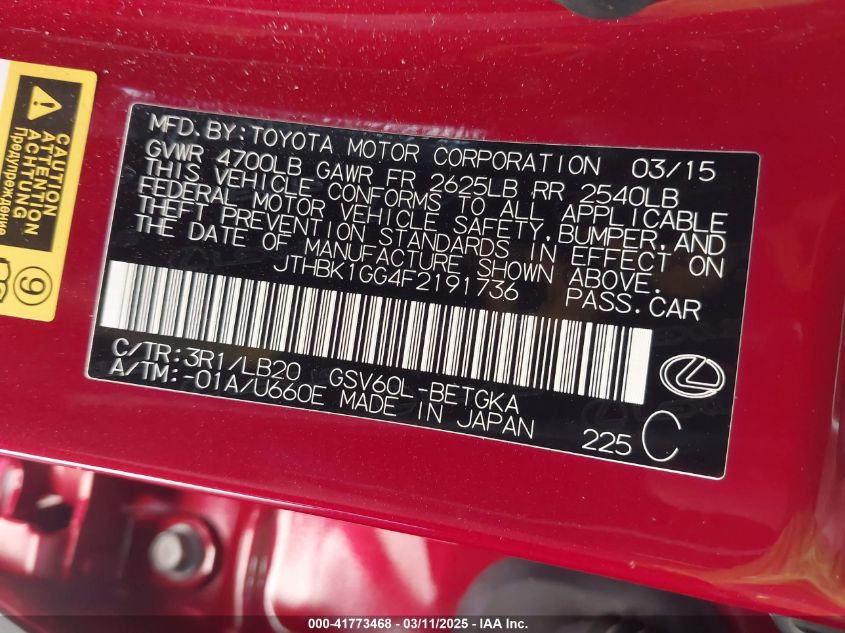 CAUTION
ATTENTION
ACHTUNG
Предупреждение
9
MFD. BY: TOYOTA MOTOR CORPORATION 03/15
GVWR 4700LB GAWR FR 2625LB RR 2540LB
THIS VEHICLE CONFORMS TO ALL APPLICABLE
FEDERAL MOTOR VEHICLE SAFETY, BUMPER, AND
THEFT PREVENTION STANDARDS IN EFFECT ON
THE DATE OF MANUFACTURE SHOWN ABOVE.
JTHBK1GG4F2191736 PASS. CAR
C/TR: 3R1/LB20 GSV60L-BETGKA
A/TM: -01A/U660E MADE IN JAPAN
225 C
000-41773468 — 03/11/2025 — IAA Inc.